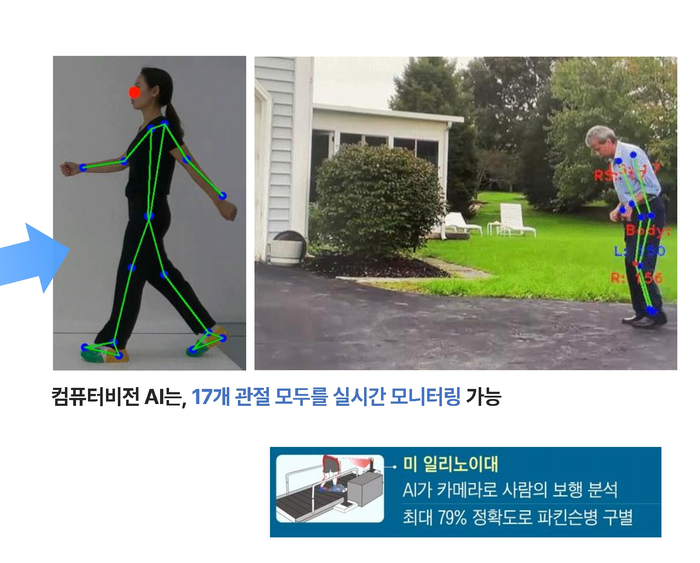 Body:
R: 156
컴퓨터비전 AI는, 17개 관절 모두를 실시간 모니터링 가능
미 일리노이대
AI가 카메라로 사람의 보행 분석
최대 79% 정확도로 파킨슨병 구별